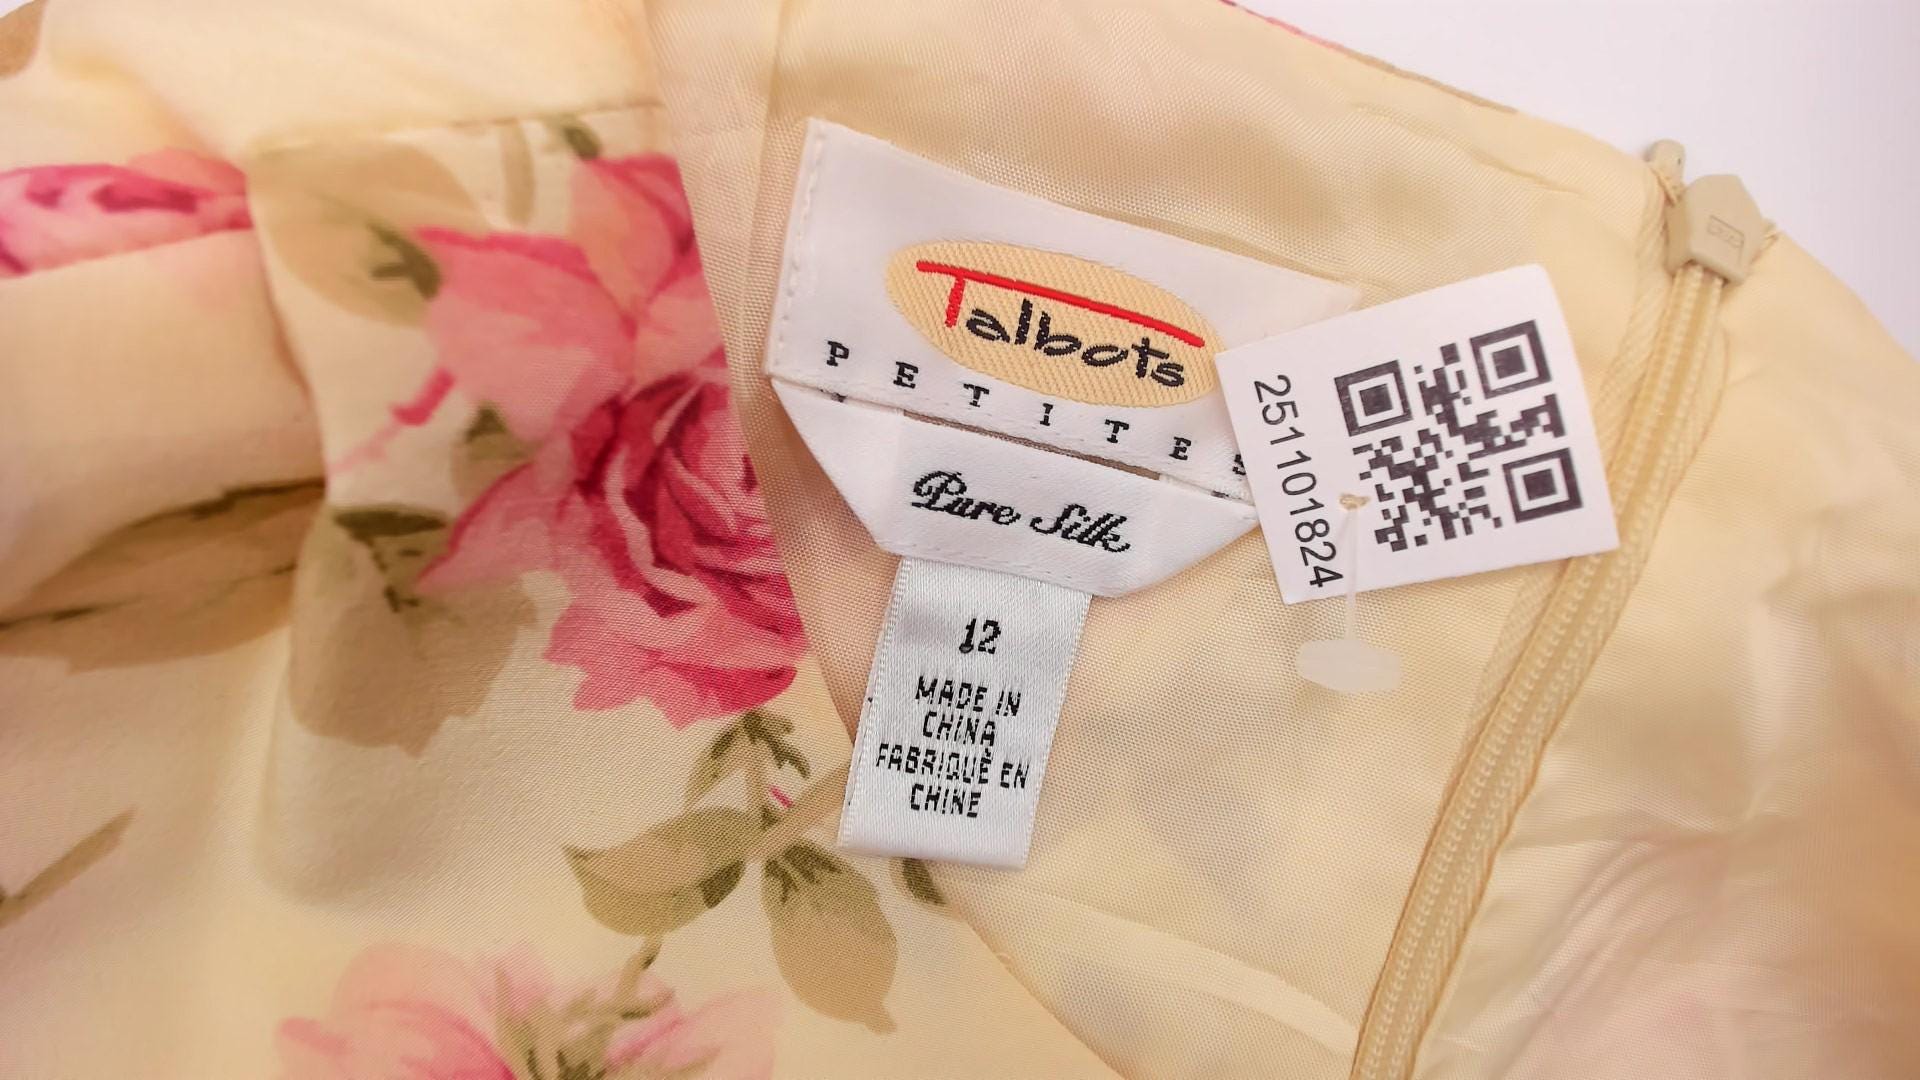 Talbots
PETITES
Pure Silk
12
MADE IN
CHINA
FABRIQUÉ EN
CHINE
251101824